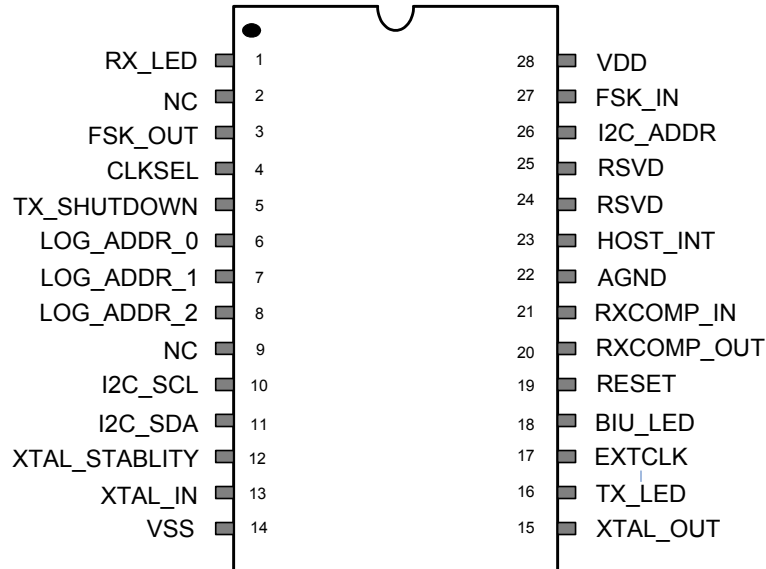 RX_LED 1 28 VDD
NC 2 27 FSK_IN
FSK_OUT 3 26 I2C_ADDR
CLKSEL 4 25 RSVD
TX_SHUTDOWN 5 24 RSVD
LOG_ADDR_0 6 23 HOST_INT
LOG_ADDR_1 7 22 AGND
LOG_ADDR_2 8 21 RXCOMP_IN
NC 9 20 RXCOMP_OUT
I2C_SCL 10 19 RESET
I2C_SDA 11 18 BIU_LED
XTAL_STABLITY 12 17 EXTCLK
XTAL_IN 13 16 TX_LED
VSS 14 15 XTAL_OUT